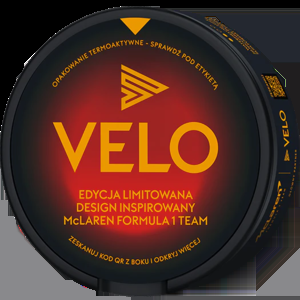 OPAKOWANIE TERMOAKTYWNE - SPRAWDŹ POD ETYKIETĄ
VELO
EDYCJA LIMITOWANA
DESIGN INSPIROWANY
McLAREN FORMULA 1 TEAM
ZESKANUJ KOD QR Z BOKU I ODKRYJ WIĘCEJ